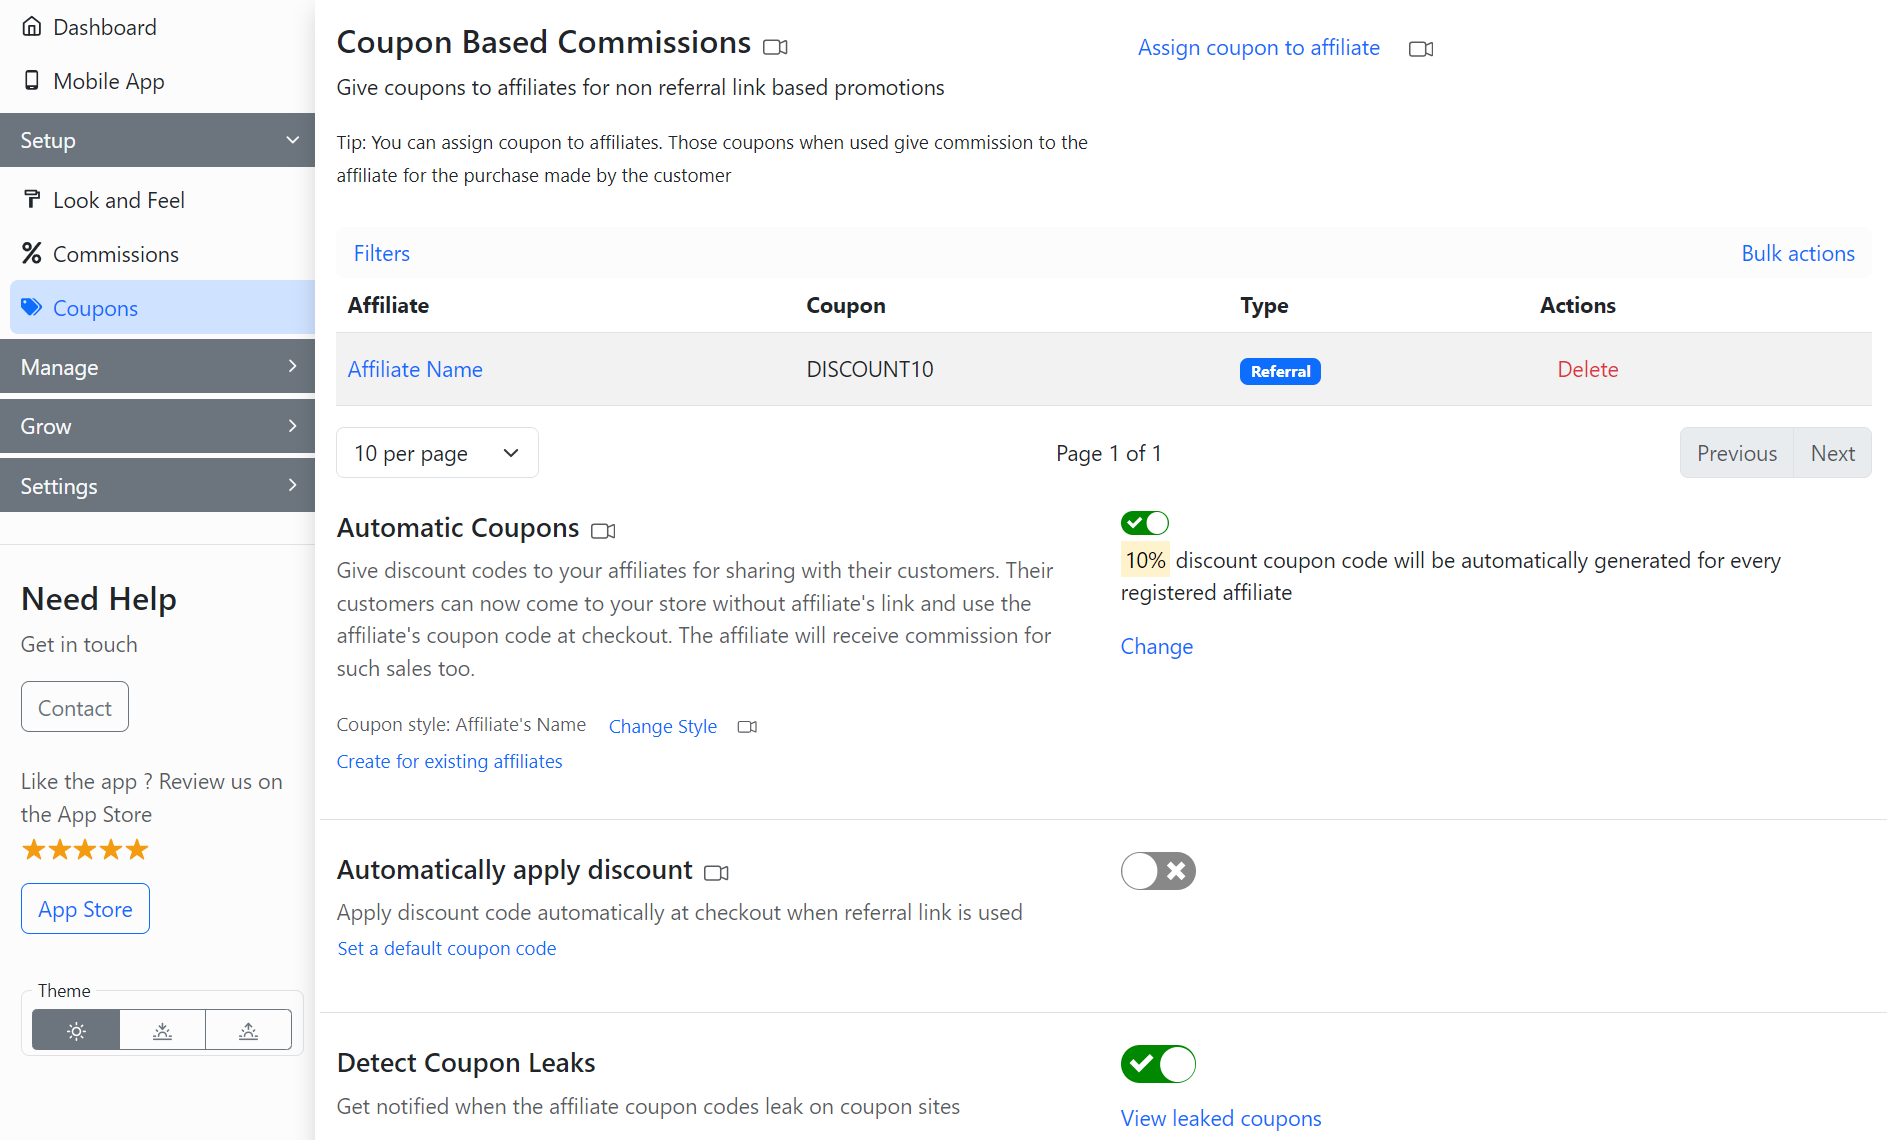 Dashboard
Mobile App
Setup
Look and Feel
Commissions
Coupons
Manage
Grow
Settings
Need Help
Get in touch
Contact
Like the app ? Review us on
the App Store
App Store
Theme
Coupon Based Commissions
Assign coupon to affiliate
Give coupons to affiliates for non referral link based promotions
Tip: You can assign coupon to affiliates. Those coupons when used give commission to the
affiliate for the purchase made by the customer
Filters
Bulk actions
Affiliate Coupon Type Actions
Affiliate Name DISCOUNT10 Referral Delete
10 per page
Page 1 of 1
Previous Next
Automatic Coupons
Give discount codes to your affiliates for sharing with their customers. Their
customers can now come to your store without affiliate's link and use the
affiliate's coupon code at checkout. The affiliate will receive commission for
such sales too.
Coupon style: Affiliate's Name Change Style
Create for existing affiliates
10% discount coupon code will be automatically generated for every
registered affiliate
Change
Automatically apply discount
Apply discount code automatically at checkout when referral link is used
Set a default coupon code
Detect Coupon Leaks
Get notified when the affiliate coupon codes leak on coupon sites
View leaked coupons